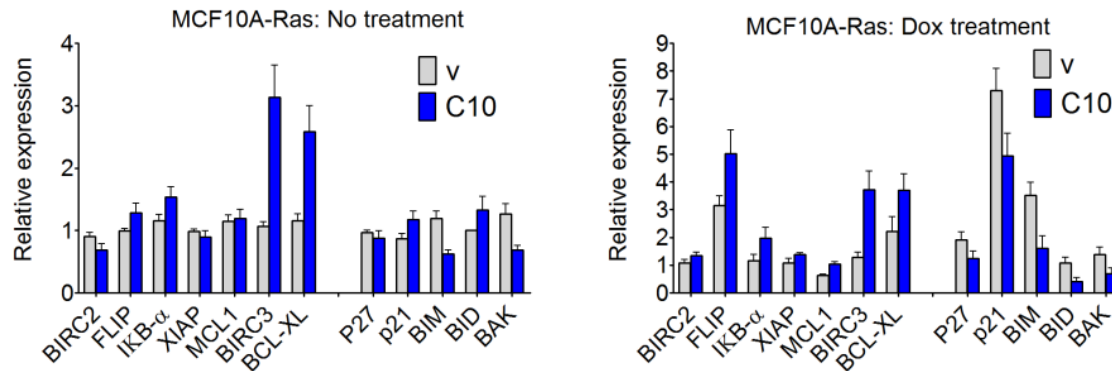 MCF10A-Ras: No treatment
Relative expression
4
3
2
1
0
v
C10
BIRC2
FLIP
IKB-α
XIAP
MCL1
BIRC3
BCL-XL
P27
p21
BIM
BID
BAK
MCF10A-Ras: Dox treatment
Relative expression
9
8
7
6
5
4
3
2
1
0
v
C10
BIRC2
FLIP
IKB-α
XIAP
MCL1
BIRC3
BCL-XL
P27
p21
BIM
BID
BAK